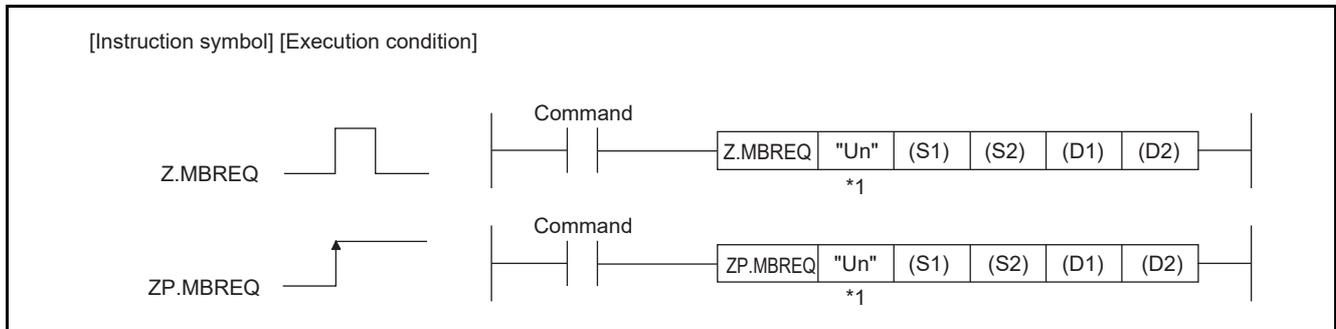 [Instruction symbol] [Execution condition]
Command
Z.MBREQ
Z.MBREQ "Un" (S1) (S2) (D1) (D2)
*1
Command
ZP.MBREQ
ZP.MBREQ "Un" (S1) (S2) (D1) (D2)
*1